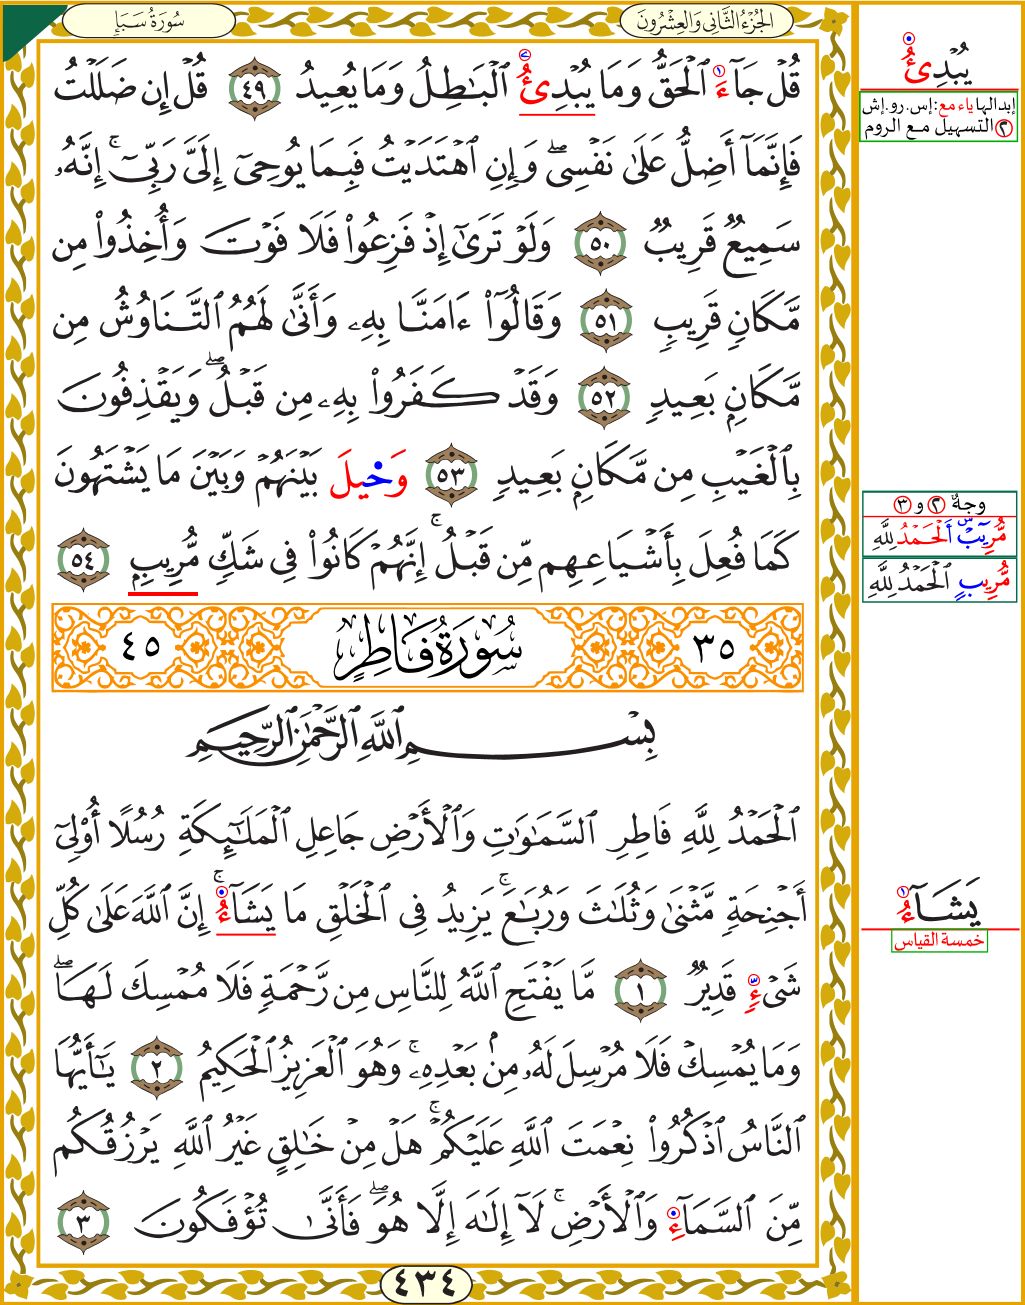 الجُزْءُ الثَّانِي وَالعِشْرُونَ
سُورَةُ سَبَإٍ
قُلۡ جَآءَ ٱلۡحَقُّ وَمَا يُبۡدِئُ ٱلۡبَٰطِلُ وَمَا يُعِيدُ ٤٩ قُلۡ إِن ضَلَلۡتُ
فَإِنَّمَآ أَضِلُّ عَلَىٰ نَفۡسِيۖ وَإِنِ ٱهۡتَدَيۡتُ فَبِمَا يُوحِيٓ إِلَيَّ رَبِّيٓۚ إِنَّهُۥ
سَمِيعٞ قَرِيبٞ ٥٠ وَلَوۡ تَرَىٰٓ إِذۡ فَزِعُواْ فَلَا فَوۡتَ وَأُخِذُواْ مِن
مَّكَانٖ قَرِيبٖ ٥١ وَقَالُوٓاْ ءَامَنَّا بِهِۦ وَأَنَّىٰ لَهُمُ ٱلتَّنَاوُشُ مِن
مَّكَانِۭ بَعِيدٖ ٥٢ وَقَدۡ كَفَرُواْ بِهِۦ مِن قَبۡلُۖ وَيَقۡذِفُونَ
بِٱلۡغَيۡبِ مِن مَّكَانِۭ بَعِيدٖ ٥٣ وَحِيلَ بَيۡنَهُمۡ وَبَيۡنَ مَا يَشۡتَهُونَ
كَمَا فُعِلَ بِأَشۡيَاعِهِم مِّن قَبۡلُۚ إِنَّهُمۡ كَانُواْ فِي شَكّٖ مُّرِيبِۭ ٥٤
٣٥ سُورَةُ فَاطِرٍ ٤٥
بِسۡمِ ٱللَّهِ ٱلرَّحۡمَٰنِ ٱلرَّحِيمِ
ٱلۡحَمۡدُ لِلَّهِ فَاطِرِ ٱلسَّمَٰوَٰتِ وَٱلۡأَرۡضِ جَاعِلِ ٱلۡمَلَٰٓئِكَةِ رُسُلًا أُوْلِيٓ
أَجۡنِحَةٖ مَّثۡنَىٰ وَثُلَٰثَ وَرُبَٰعَۚ يَزِيدُ فِي ٱلۡخَلۡقِ مَا يَشَآءُۚ إِنَّ ٱللَّهَ عَلَىٰ كُلِّ
شَيۡءٖ قَدِيرٞ ١ مَّا يَفۡتَحِ ٱللَّهُ لِلنَّاسِ مِن رَّحۡمَةٖ فَلَا مُمۡسِكَ لَهَاۖ
وَمَا يُمۡسِكۡ فَلَا مُرۡسِلَ لَهُۥ مِنۢ بَعۡدِهِۦۚ وَهُوَ ٱلۡعَزِيزُ ٱلۡحَكِيمُ ٢ يَٰٓأَيُّهَا
ٱلنَّاسُ ٱذۡكُرُواْ نِعۡمَتَ ٱللَّهِ عَلَيۡكُمۡۚ هَلۡ مِنۡ خَٰلِقٍ غَيۡرُ ٱللَّهِ يَرۡزُقُكُم
مِّنَ ٱلسَّمَآءِ وَٱلۡأَرۡضِۚ لَآ إِلَٰهَ إِلَّا هُوَۖ فَأَنَّىٰ تُؤۡفَكُونَ ٣
٤٣٤
يُبۡدِئُ
إبدالها ياء مع: إس.رو.إش
٢ التسهيل مع الروم
وجهٌ ٢ و ٣
مُّرِيبٖ ٱلۡحَمۡدُ لِلَّهِ
مُّرِيبٍ ٱلۡحَمۡدُ لِلَّهِ
يَشَآءُ
خمسة القياس